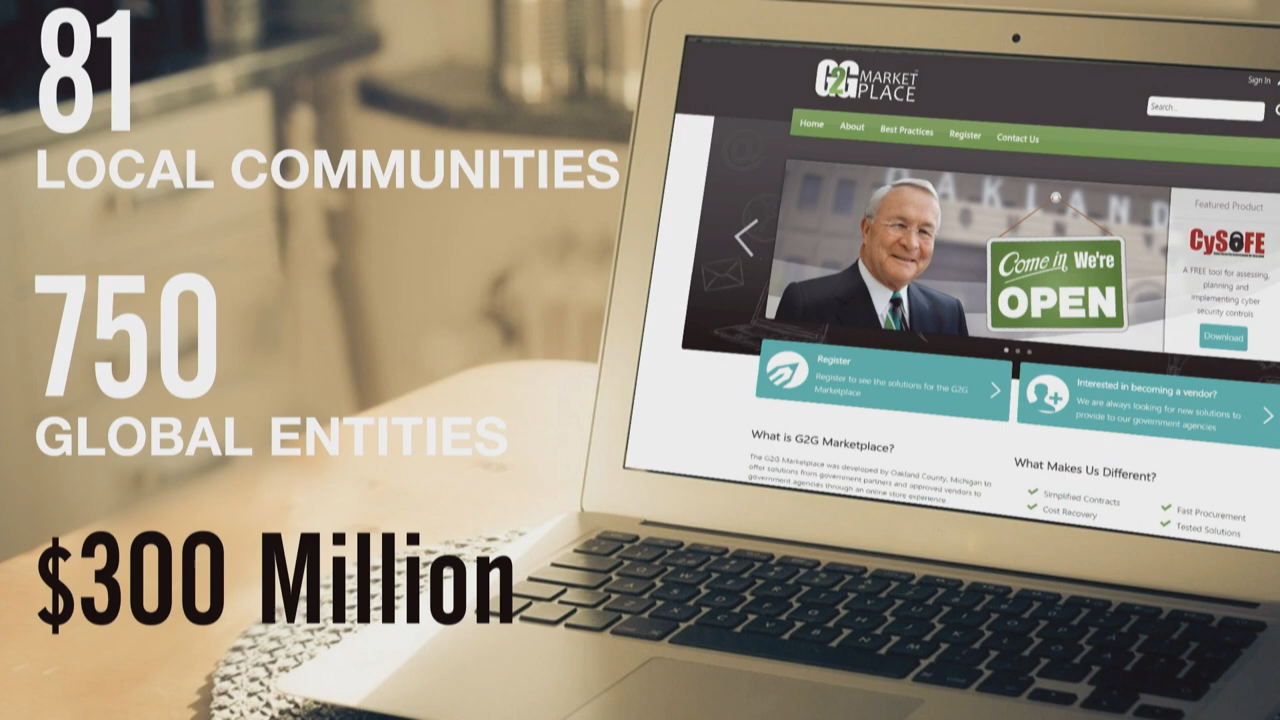 81
LOCAL COMMUNITIES
750
GLOBAL ENTITIES
$300 Million
G2G MARKET
PLACE
Sign In
Search..
Home About Best Practices Register Contact Us
OAKLAND
Come in We're
OPEN
Featured Product
CySAFE
A FREE tool for assessing,
planning and
implementing cyber
security controls
Download
Register
Register to see the solutions for the G2G
Marketplace
Interested in becoming a vendor?
We are always looking for new solutions to
provide to our government agencies
What is G2G Marketplace?
The G2G Marketplace was developed by Oakland County, Michigan to
offer solutions from government partners and approved vendors to
government agencies through an online store experience.
What Makes Us Different?
Simplified Contracts
Cost Recovery
Fast Procurement
Tested Solutions